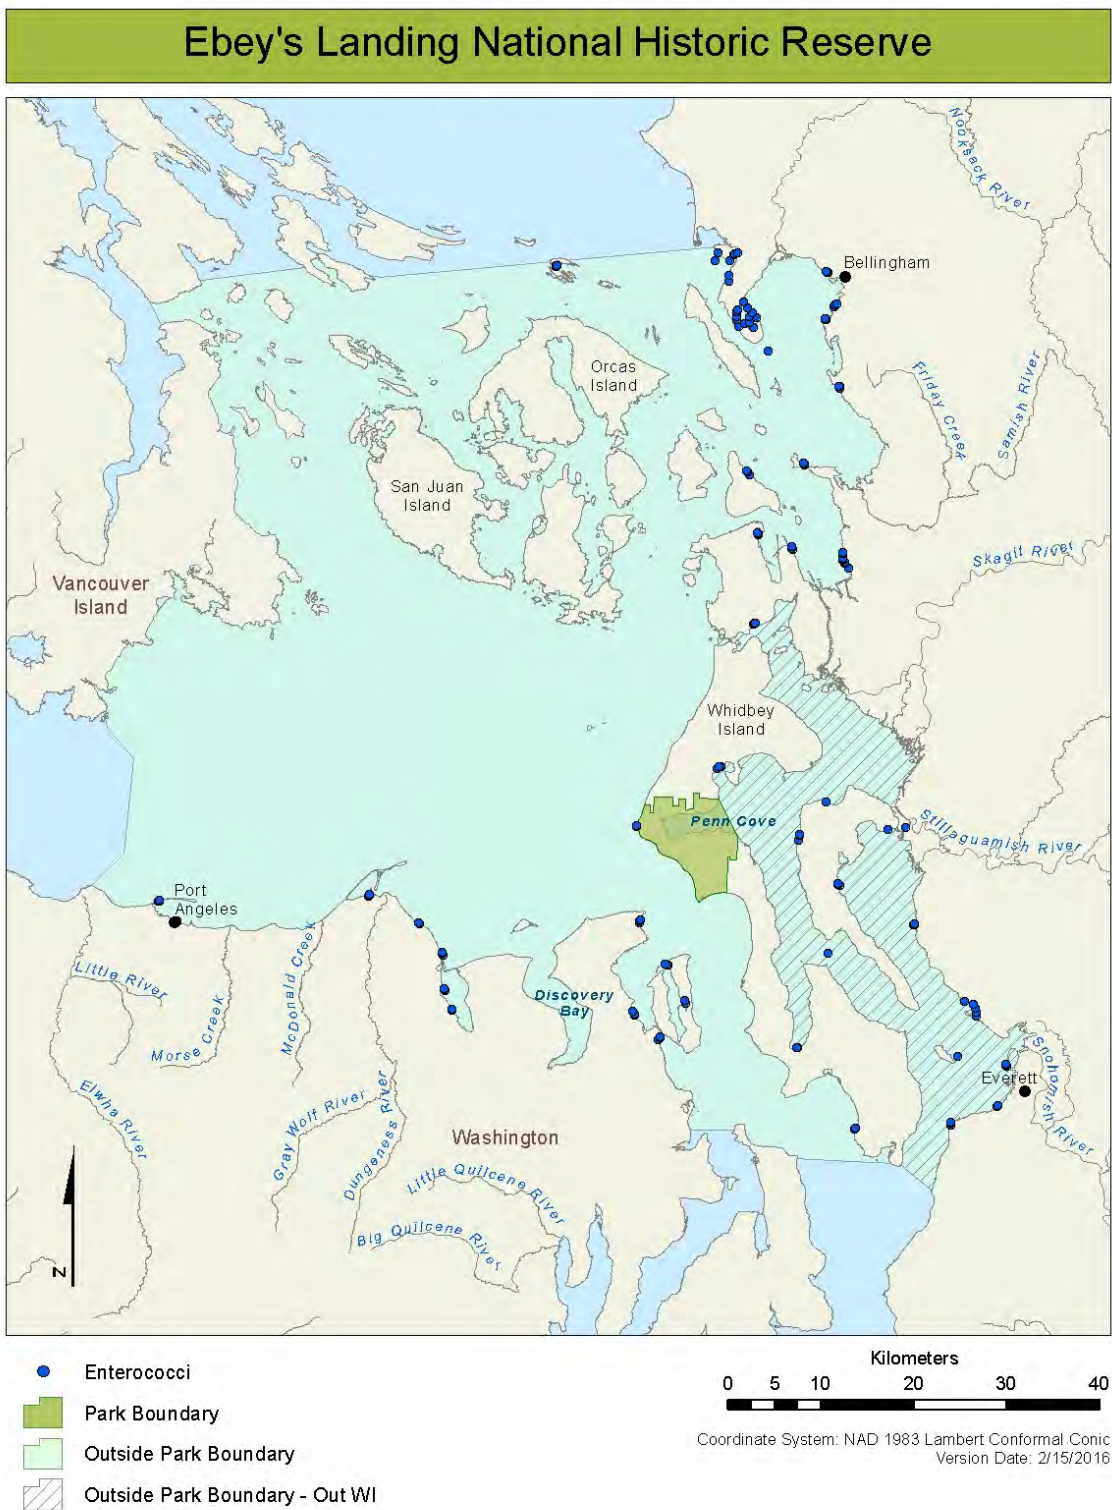 Ebey's Landing National Historic Reserve
Nooksack River
Bellingham
Orcas
Island
Friday Creek
Samish River
San Juan
Island
Skagit River
Vancouver
Island
Whidbey
Island
Penn Cove
Stillaguamish River
Port
Angeles
Little River
Morse Creek
McDonald Creek
Discovery
Bay
Elwha River
Gray Wolf River
Dungeness River
Everett
Snohomish River
Washington
Little Quilcene River
Big Quilcene River
N
Enterococci
Park Boundary
Outside Park Boundary
Outside Park Boundary - Out WI
Kilometers
0 5 10 20 30 40
Coordinate System: NAD 1983 Lambert Conformal Conic
Version Date: 2/15/2016